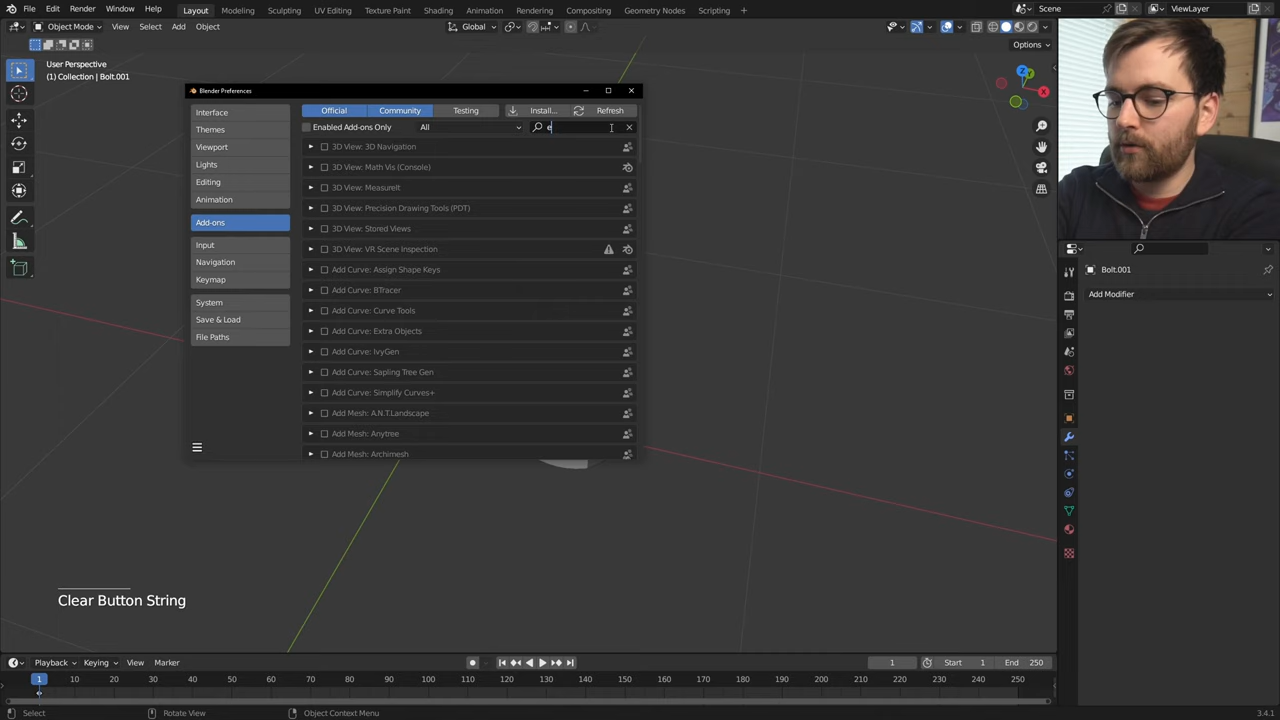 File Edit Render Window Help Layout Modeling Sculpting UV Editing Texture Paint Shading Animation Rendering Compositing Geometry Nodes Scripting + Scene ViewLayer
Object Mode View Select Add Object Global
Options
User Perspective
(1) Collection | Bolt.001
Blender Preferences
Interface
Themes
Viewport
Lights
Editing
Animation
Add-ons
Input
Navigation
Keymap
System
Save & Load
File Paths
Official Community Testing Install... Refresh
Enabled Add-ons Only All e
3D View: 3D Navigation
3D View: Math Vis (Console)
3D View: MeasureIt
3D View: Precision Drawing Tools (PDT)
3D View: Stored Views
3D View: VR Scene Inspection
Add Curve: Assign Shape Keys
Add Curve: BTracer
Add Curve: Curve Tools
Add Curve: Extra Objects
Add Curve: IvyGen
Add Curve: Sapling Tree Gen
Add Curve: Simplify Curves+
Add Mesh: A.N.T.Landscape
Add Mesh: Anytree
Add Mesh: Archimesh
Z
Y
X
Bolt.001
Add Modifier
Clear Button String
Playback Keying View Marker 1 Start 1 End 250
1 10 20 30 40 50 60 70 80 90 100 110 120 130 140 150 160 170 180 190 200 210 220 230 240 250
Select Rotate View Object Context Menu 3.4.1